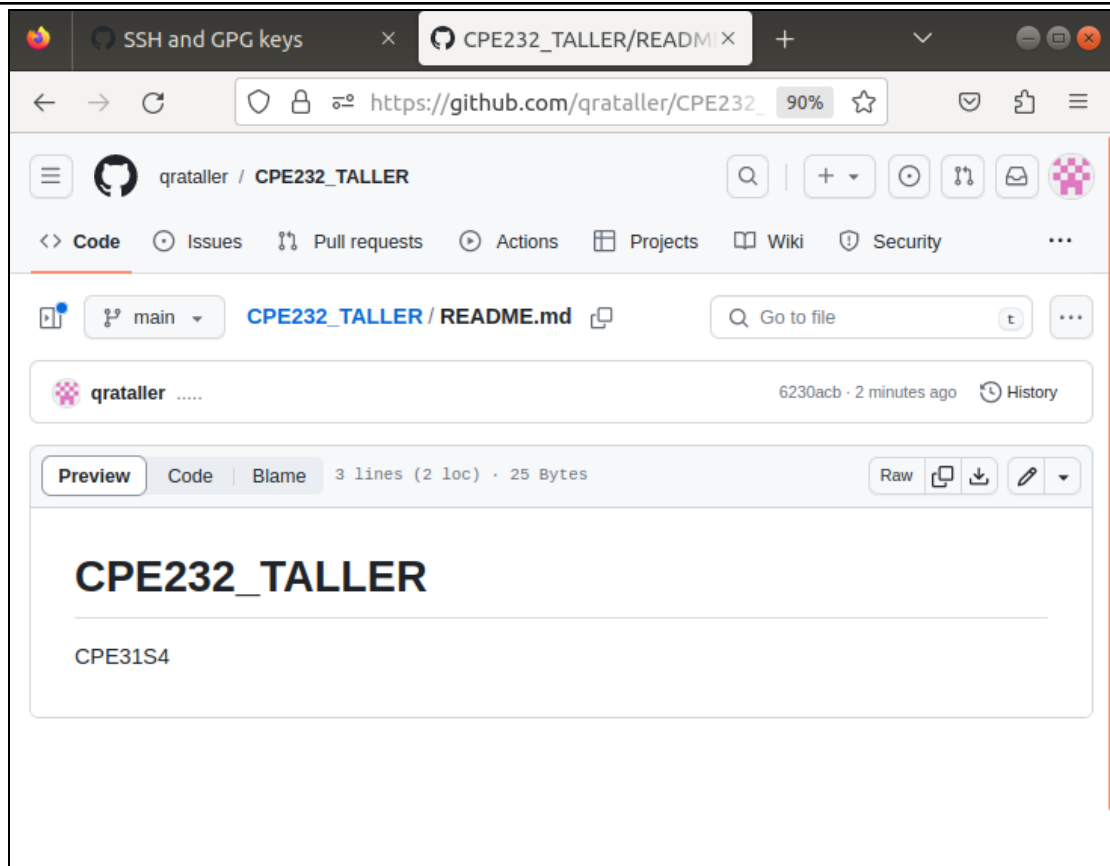 SSH and GPG keys
CPE232_TALLER/READM
https://github.com/qrataller/CPE232_ 90%
qrataller / CPE232_TALLER
Code Issues Pull requests Actions Projects Wiki Security
main CPE232_TALLER / README.md Go to file t
qrataller ..... 6230acb · 2 minutes ago History
Preview Code Blame 3 lines (2 loc) · 25 Bytes Raw
CPE232_TALLER
CPE31S4